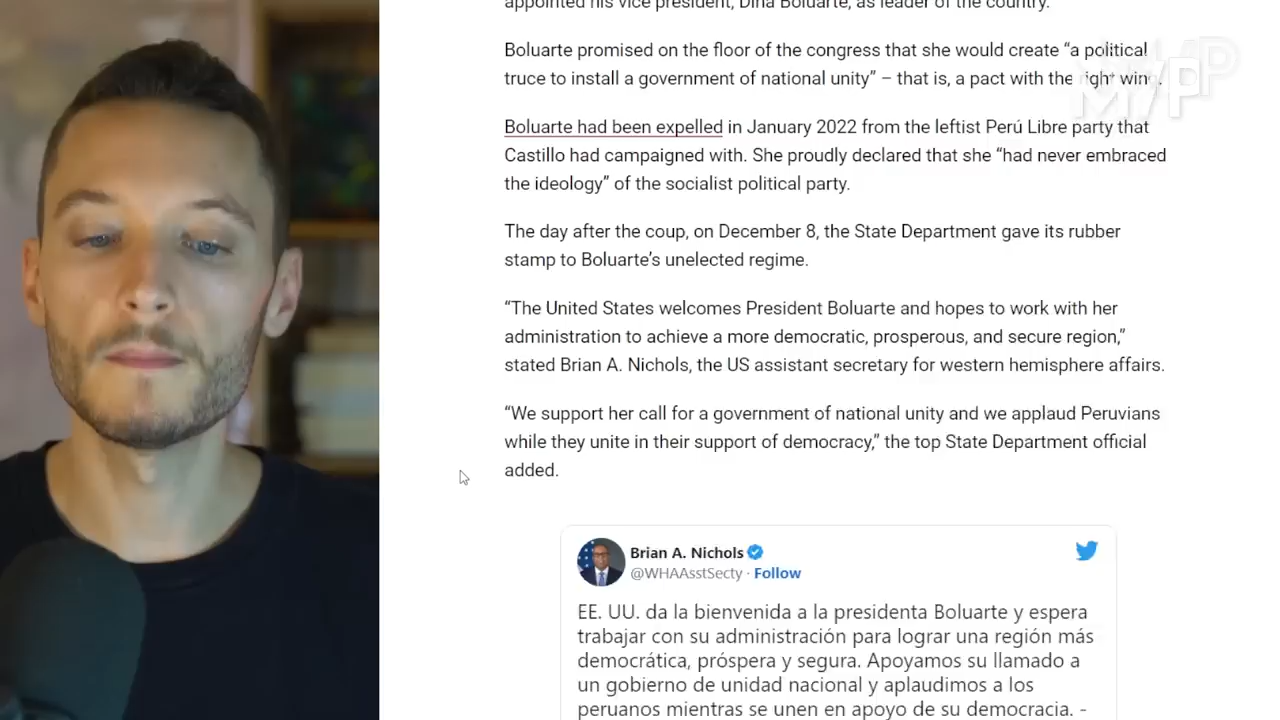 appointed his vice president, Dina Boluarte, as leader of the country.
Boluarte promised on the floor of the congress that she would create “a political
truce to install a government of national unity” – that is, a pact with the right wing.
Boluarte had been expelled in January 2022 from the leftist Perú Libre party that
Castillo had campaigned with. She proudly declared that she “had never embraced
the ideology” of the socialist political party.
The day after the coup, on December 8, the State Department gave its rubber
stamp to Boluarte’s unelected regime.
“The United States welcomes President Boluarte and hopes to work with her
administration to achieve a more democratic, prosperous, and secure region,”
stated Brian A. Nichols, the US assistant secretary for western hemisphere affairs.
“We support her call for a government of national unity and we applaud Peruvians
while they unite in their support of democracy,” the top State Department official
added.
Brian A. Nichols
@WHAAsstSecty · Follow
EE. UU. da la bienvenida a la presidenta Boluarte y espera
trabajar con su administración para lograr una región más
democrática, próspera y segura. Apoyamos su llamado a
un gobierno de unidad nacional y aplaudimos a los
peruanos mientras se unen en apoyo de su democracia. -